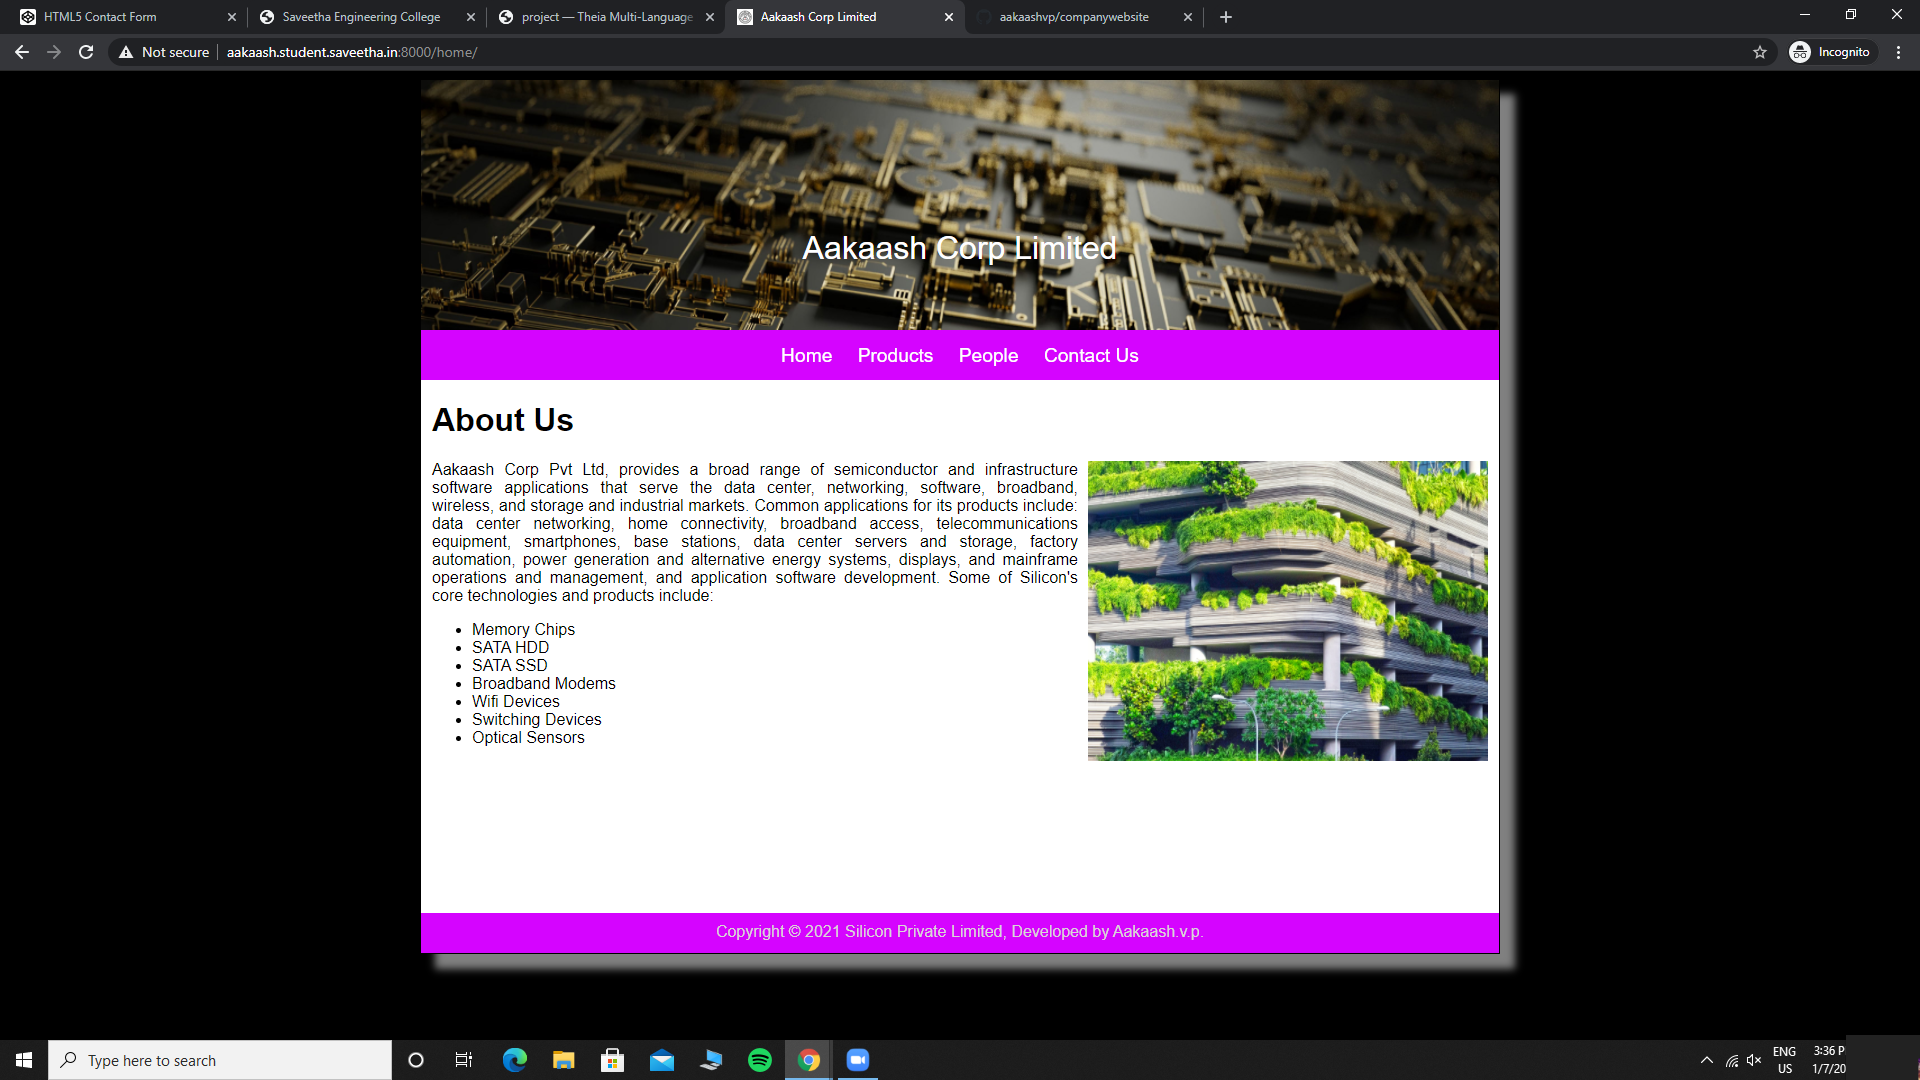 HTML5 Contact Form
Saveetha Engineering College
project — Theia Multi-Language
Aakaash Corp Limited
aakaashvp/companywebsite
Not secure
aakaash.student.saveetha.in:8000/home/
Incognito
Aakaash Corp Limited
Home Products People Contact Us
About Us
Aakaash Corp Pvt Ltd, provides a broad range of semiconductor and infrastructure
software applications that serve the data center, networking, software, broadband,
wireless, and storage and industrial markets. Common applications for its products include:
data center networking, home connectivity, broadband access, telecommunications
equipment, smartphones, base stations, data center servers and storage, factory
automation, power generation and alternative energy systems, displays, and mainframe
operations and management, and application software development. Some of Silicon's
core technologies and products include:
• Memory Chips
• SATA HDD
• SATA SSD
• Broadband Modems
• Wifi Devices
• Switching Devices
• Optical Sensors
Copyright © 2021 Silicon Private Limited, Developed by Aakaash.v.p.
Type here to search
ENG
US
3:36 P
1/7/20